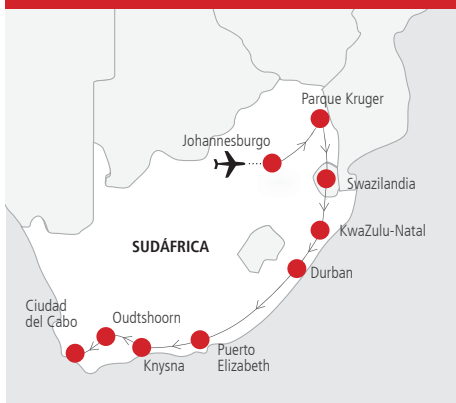 Parque Kruger
Johannesburgo
Swazilandia
KwaZulu-Natal
SUDÁFRICA
Durban
Ciudad
del Cabo
Oudtshoorn
Puerto
Elizabeth
Knysna